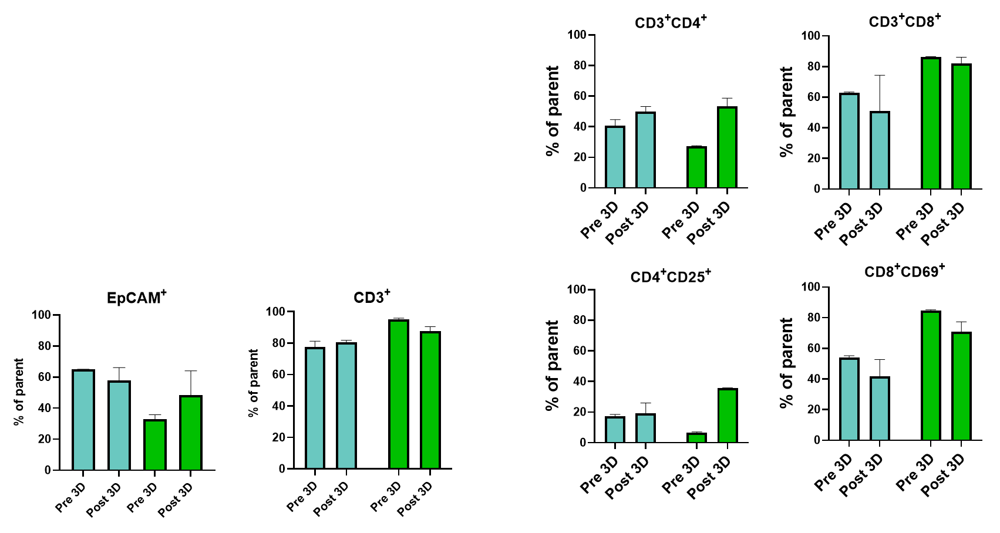 CD3⁺CD4⁺
% of parent
100
80
60
40
20
0
Pre 3D
Post 3D
Pre 3D
Post 3D
CD3⁺CD8⁺
% of parent
100
80
60
40
20
0
Pre 3D
Post 3D
Pre 3D
Post 3D
EpCAM⁺
% of parent
100
80
60
40
20
0
Pre 3D
Post 3D
Pre 3D
Post 3D
CD3⁺
% of parent
100
80
60
40
20
0
Pre 3D
Post 3D
Pre 3D
Post 3D
CD4⁺CD25⁺
% of parent
100
80
60
40
20
0
Pre 3D
Post 3D
Pre 3D
Post 3D
CD8⁺CD69⁺
% of parent
100
80
60
40
20
0
Pre 3D
Post 3D
Pre 3D
Post 3D